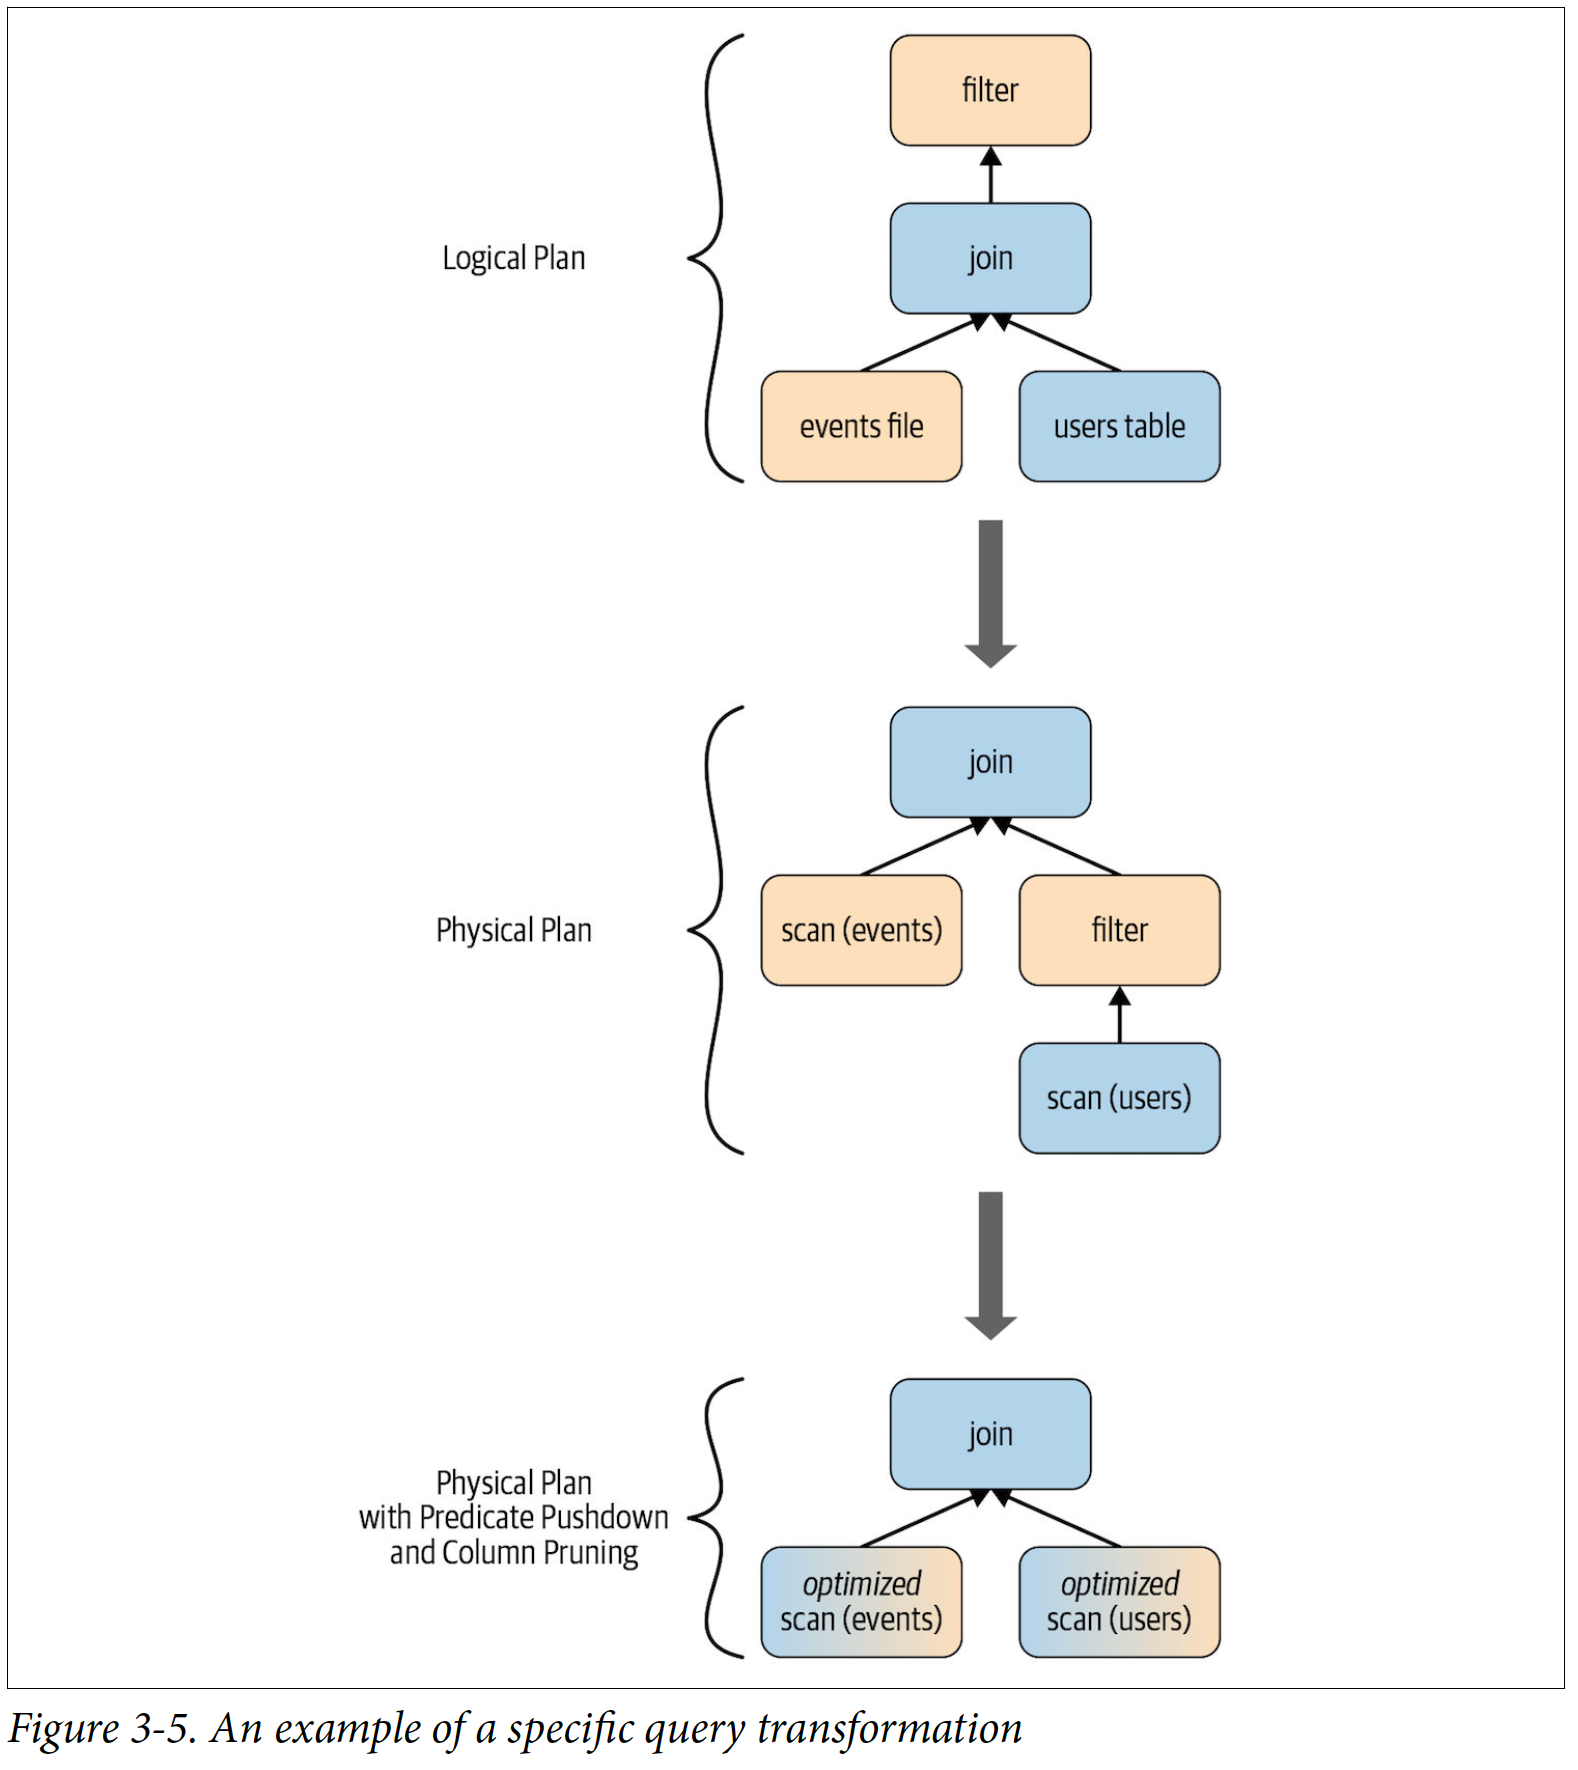 filter
Logical Plan
join
events file
users table
join
Physical Plan
scan (events)
filter
scan (users)
join
Physical Plan
with Predicate Pushdown
and Column Pruning
optimized
scan (events)
optimized
scan (users)
Figure 3-5. An example of a specific query transformation